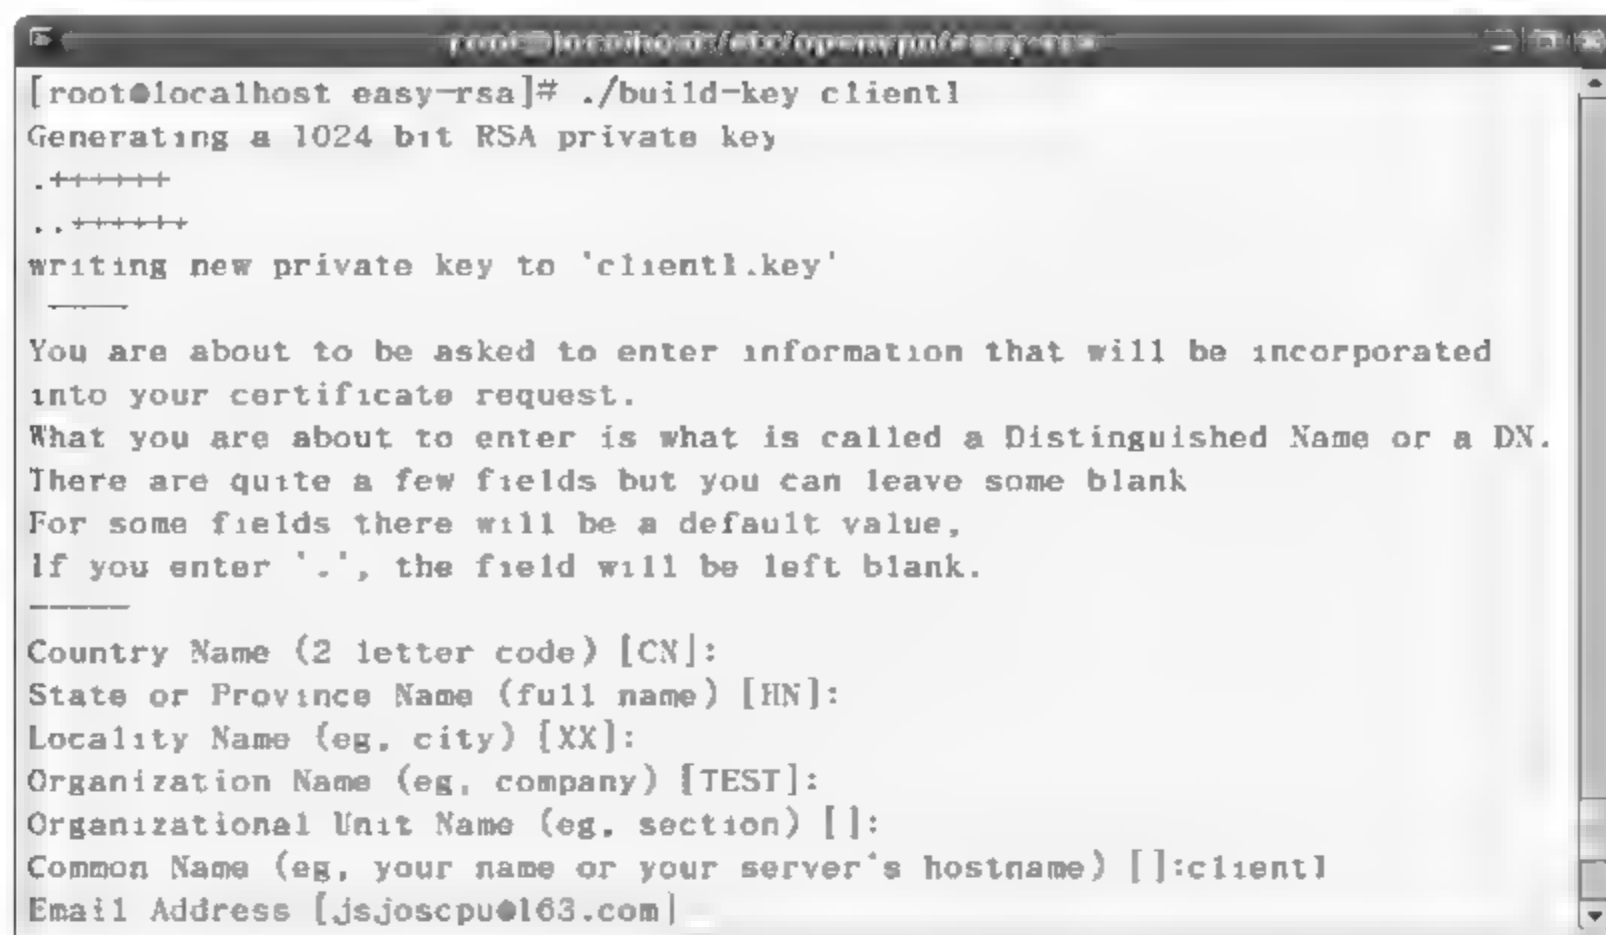 root@localhost:/etc/openvpn/easy-rsa
[root@localhost easy-rsa]# ./build-key client1
Generating a 1024 bit RSA private key
.++++++
..++++++
writing new private key to 'client1.key'
-----
You are about to be asked to enter information that will be incorporated
into your certificate request.
What you are about to enter is what is called a Distinguished Name or a DN.
There are quite a few fields but you can leave some blank
For some fields there will be a default value,
If you enter '.', the field will be left blank.
-----
Country Name (2 letter code) [CN]:
State or Province Name (full name) [HN]:
Locality Name (eg, city) [XX]:
Organization Name (eg, company) [TEST]:
Organizational Unit Name (eg, section) []:
Common Name (eg, your name or your server's hostname) []:client1
Email Address [jsjoscpu@163.com]